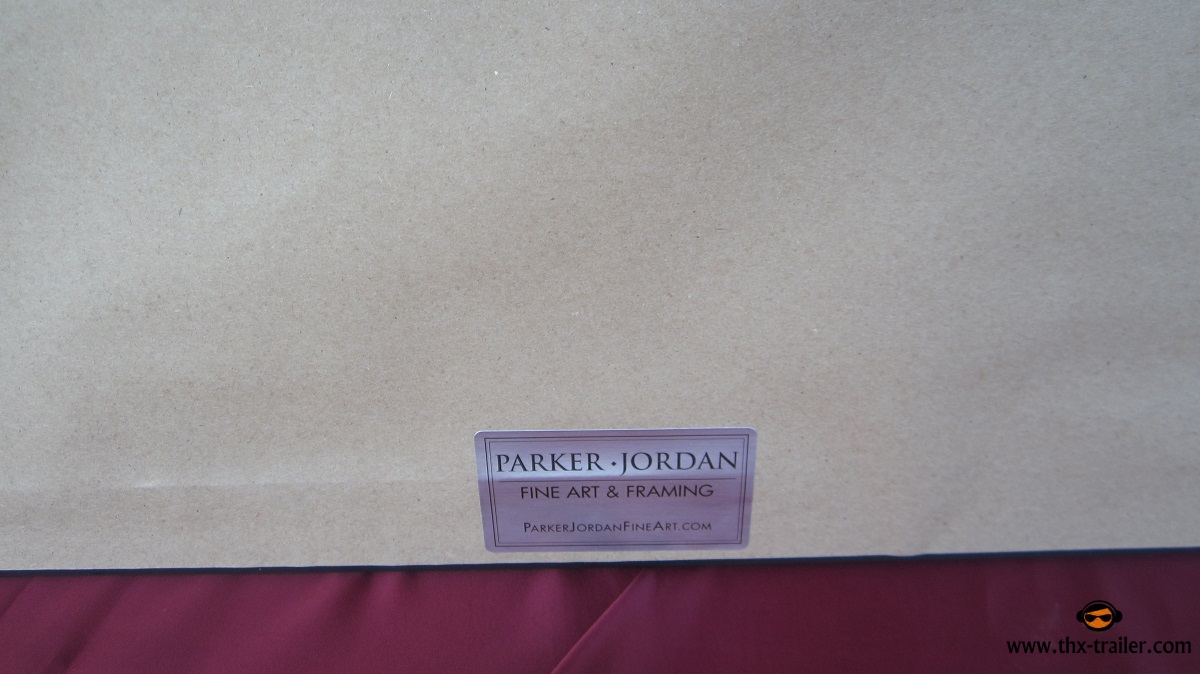 PARKER · JORDAN
FINE ART & FRAMING
PARKERJORDANFINEART.COM
www.thx-trailer.com